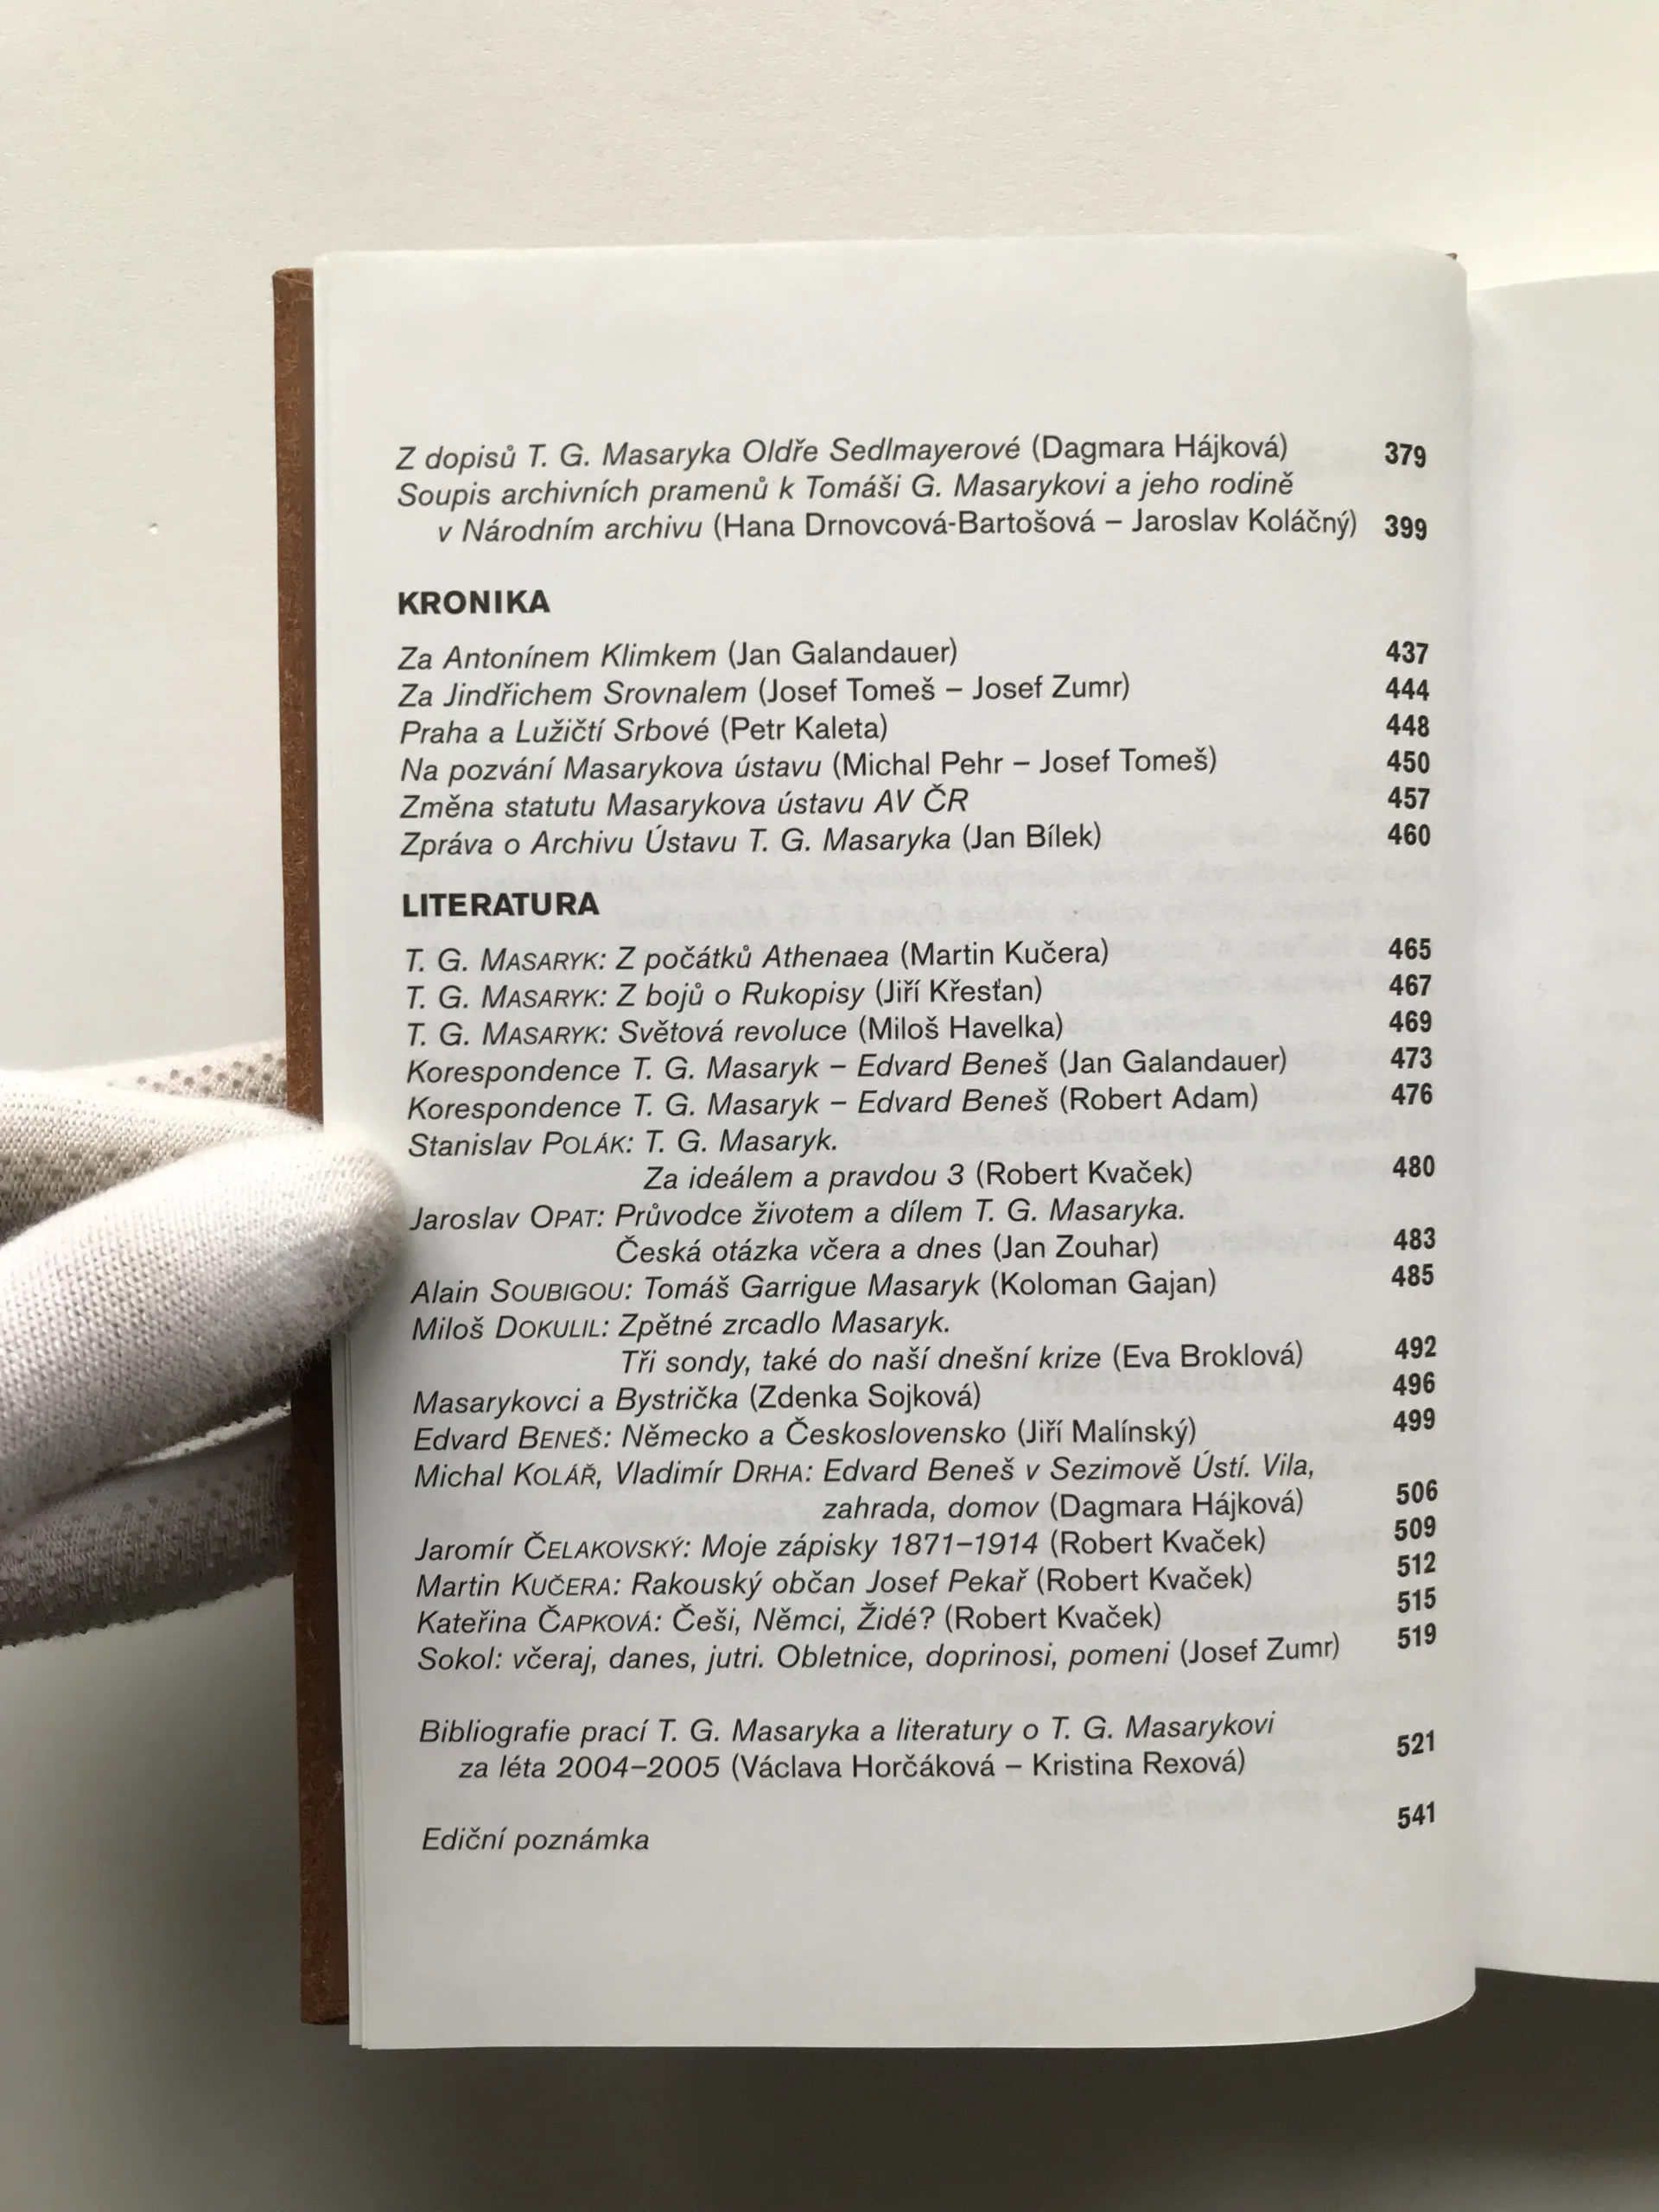 Z dopisů T. G. Masaryka Oldře Sedlmayerové (Dagmara Hájková) 379
Soupis archivních pramenů k Tomáši G. Masarykovi a jeho rodině
v Národním archivu (Hana Drnovcová-Bartošová – Jaroslav Koláčný) 399
KRONIKA
Za Antonínem Klimkem (Jan Galandauer) 437
Za Jindřichem Srovnalem (Josef Tomeš – Josef Zumr) 444
Praha a Lužičtí Srbové (Petr Kaleta) 448
Na pozvání Masarykova ústavu (Michal Pehr – Josef Tomeš) 450
Změna statutu Masarykova ústavu AV ČR 457
Zpráva o Archivu Ústavu T. G. Masaryka (Jan Bílek) 460
LITERATURA
T. G. MASARYK: Z počátků Athenaea (Martin Kučera) 465
T. G. MASARYK: Z bojů o Rukopisy (Jiří Křesťan) 467
T. G. MASARYK: Světová revoluce (Miloš Havelka) 469
Korespondence T. G. Masaryk – Edvard Beneš (Jan Galandauer) 473
Korespondence T. G. Masaryk – Edvard Beneš (Robert Adam) 476
Stanislav POLÁK: T. G. Masaryk.
Za ideálem a pravdou 3 (Robert Kvaček) 480
Jaroslav OPAT: Průvodce životem a dílem T. G. Masaryka.
Česká otázka včera a dnes (Jan Zouhar) 483
Alain SOUBIGOU: Tomáš Garrigue Masaryk (Koloman Gajan) 485
Miloš DOKULIL: Zpětné zrcadlo Masaryk.
Tři sondy, také do naší dnešní krize (Eva Broklová) 492
Masarykovci a Bystrička (Zdenka Sojková) 496
Edvard BENEŠ: Německo a Československo (Jiří Malínský) 499
Michal KOLÁŘ, Vladimír DRHA: Edvard Beneš v Sezimově Ústí. Vila,
zahrada, domov (Dagmara Hájková) 506
Jaromír ČELAKOVSKÝ: Moje zápisky 1871–1914 (Robert Kvaček) 509
Martin KUČERA: Rakouský občan Josef Pekař (Robert Kvaček) 512
Kateřina ČAPKOVÁ: Češi, Němci, Židé? (Robert Kvaček) 515
Sokol: včeraj, danes, jutri. Obletnice, doprinosi, pomeni (Josef Zumr) 519
Bibliografie prací T. G. Masaryka a literatury o T. G. Masarykovi
za léta 2004–2005 (Václava Horčáková – Kristina Rexová) 521
Ediční poznámka 541